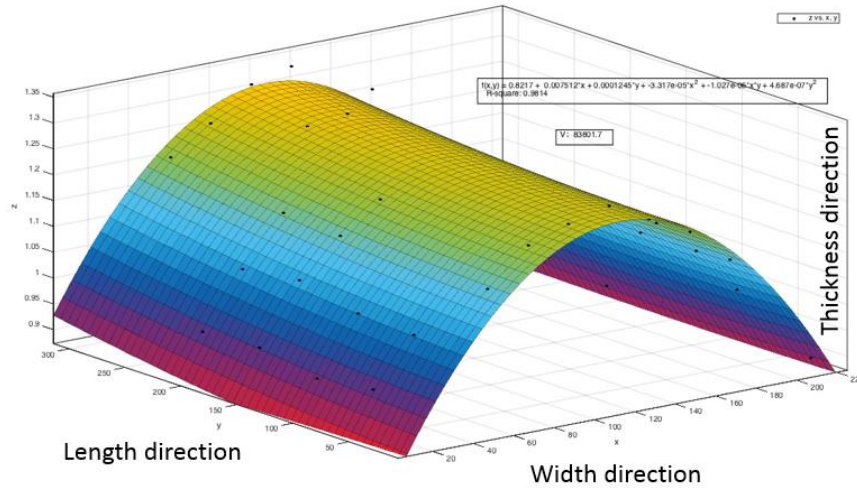 z vs. x, y
f(x,y) = 0.8217 + 0.007512*x + 0.0001245*y + -3.317e-05*x^2 + -1.027e-06*x*y + 4.687e-07*y^2
R-square: 0.9814
V: 83801.7
Thickness direction
1.35
1.3
1.25
1.2
1.15
1.1
1.05
1
0.95
0.9
z
300
250
200
150
100
50
y
20
40
60
80
100
120
140
160
180
200
x
Length direction
Width direction